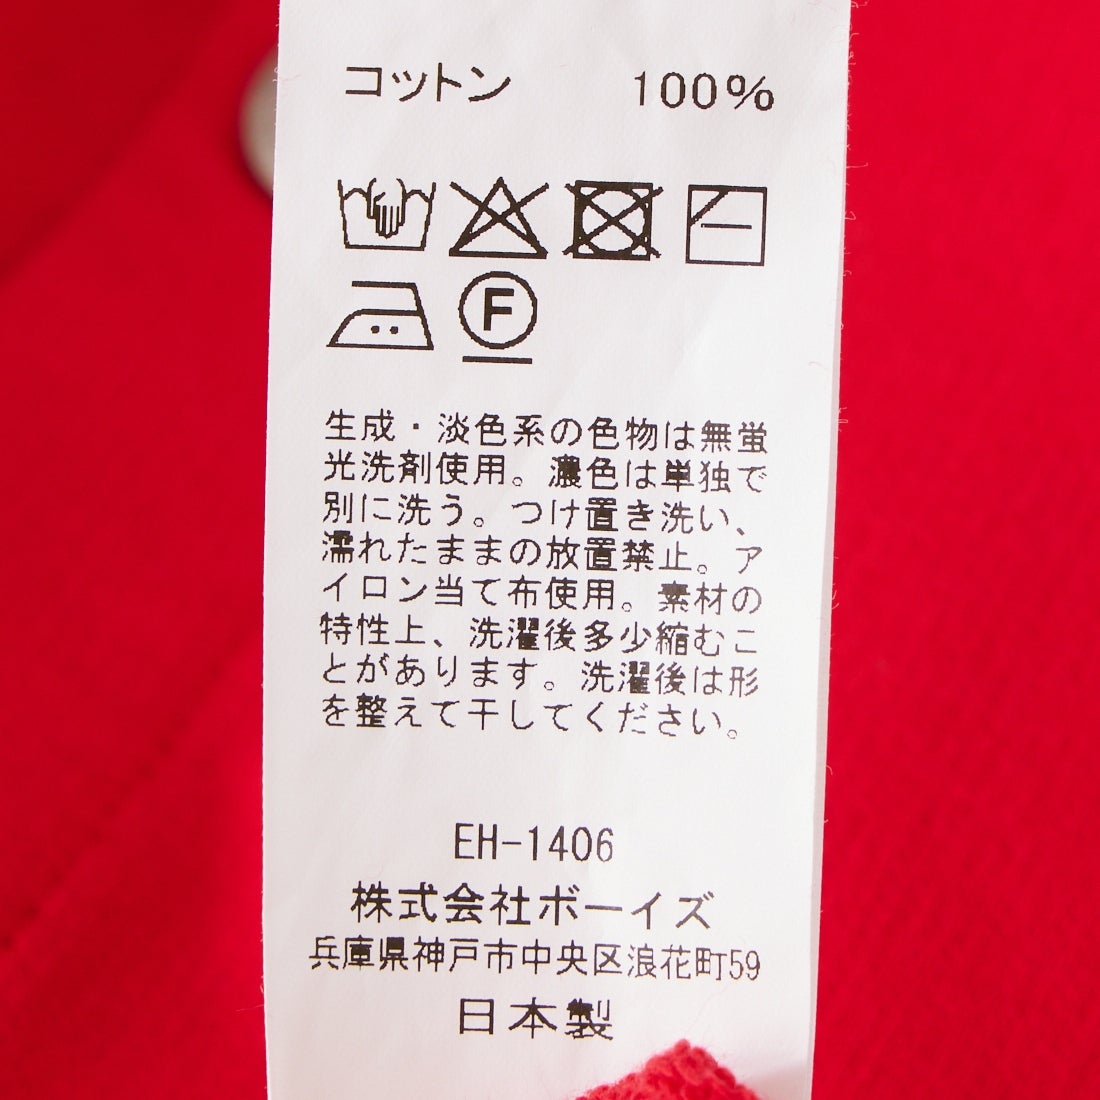 コットン 100%
F
生成・淡色系の色物は無蛍
光洗剤使用。濃色は単独で
別に洗う。つけ置き洗い、
濡れたままの放置禁止。ア
イロン当て布使用。素材の
特性上、洗濯後多少縮むこ
とがあります。洗濯後は形
を整えて干してください。
EH-1406
株式会社ボーイズ
兵庫県神戸市中央区浪花町59
日本製